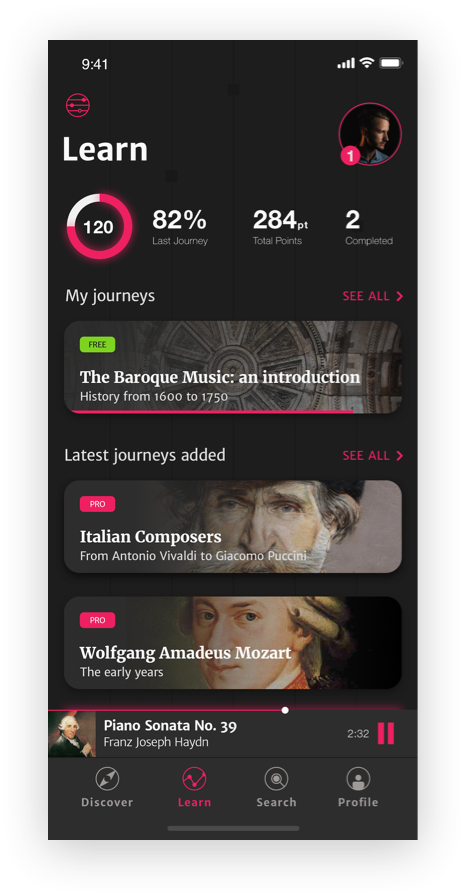 9:41
Learn
1
120
82%
Last Journey
284pt
Total Points
2
Completed
My journeys
SEE ALL
FREE
The Baroque Music: an introduction
History from 1600 to 1750
Latest journeys added
SEE ALL
PRO
Italian Composers
From Antonio Vivaldi to Giacomo Puccini
PRO
Wolfgang Amadeus Mozart
The early years
Piano Sonata No. 39
Franz Joseph Haydn
2:32
Discover
Learn
Search
Profile